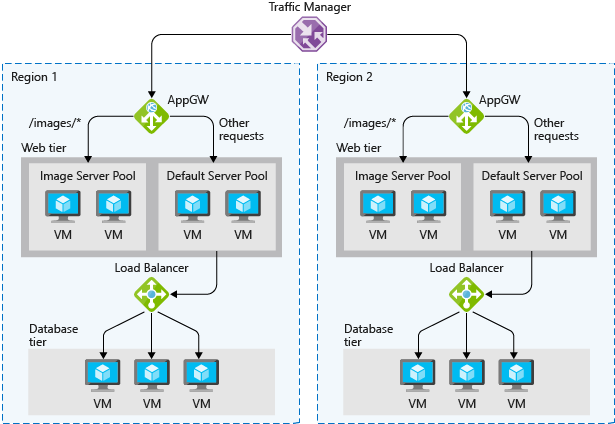 Traffic Manager
Region 1
AppGW
/images/*
Other
requests
Web tier
Image Server Pool
Default Server Pool
VM
VM
VM
VM
Load Balancer
Database
tier
VM
VM
VM
Region 2
AppGW
/images/*
Other
requests
Web tier
Image Server Pool
Default Server Pool
VM
VM
VM
VM
Load Balancer
Database
tier
VM
VM
VM